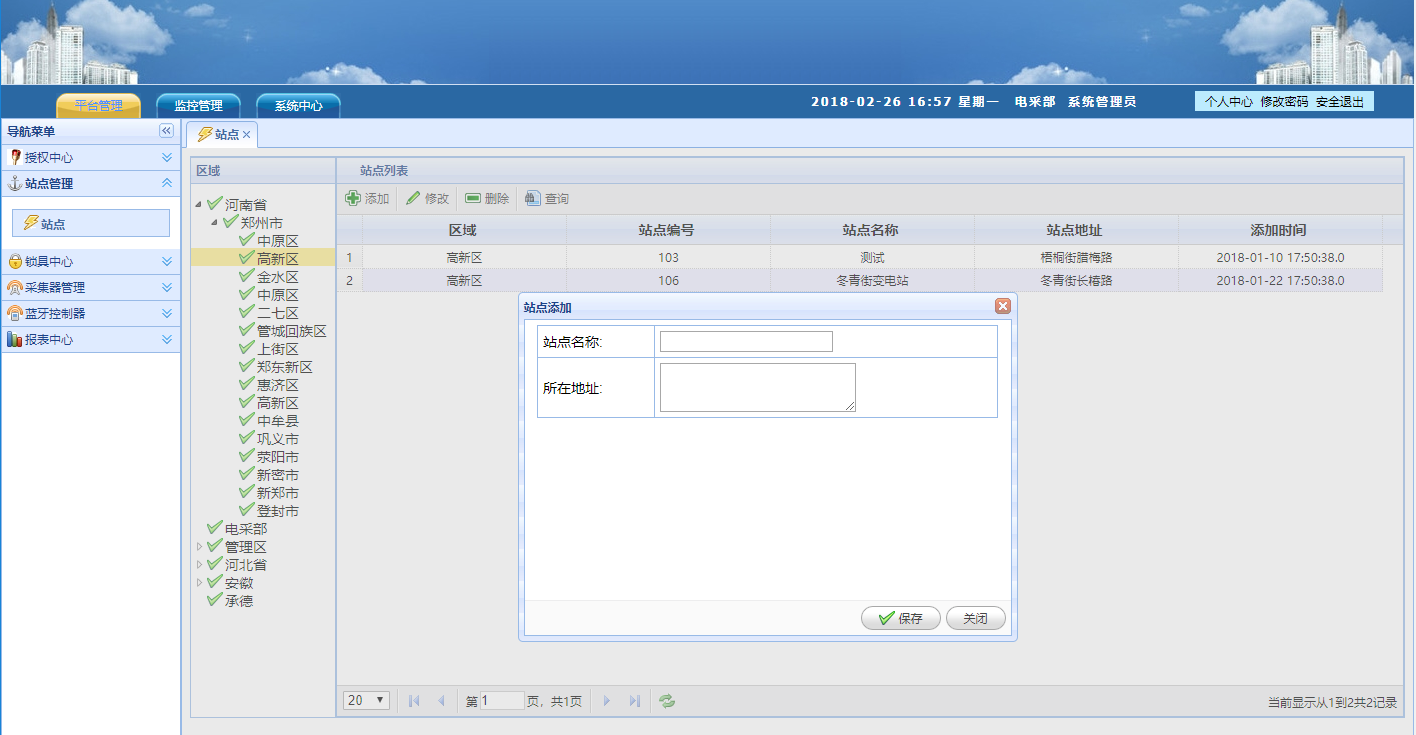 平台管理 监控管理 系统中心 2018-02-26 16:57 星期一 电采部 系统管理员 个人中心 修改密码 安全退出
导航菜单
授权中心
站点管理
站点
锁具中心
采集器管理
蓝牙控制器
报表中心
站点
区域
河南省
郑州市
中原区
高新区
金水区
中原区
二七区
管城回族区
上街区
郑东新区
惠济区
高新区
中牟县
巩义市
荥阳市
新密市
新郑市
登封市
电采部
管理区
河北省
安徽
承德
站点列表
添加 修改 删除 查询
区域 站点编号 站点名称 站点地址 添加时间
1 高新区 103 测试 梧桐街腊梅路 2018-01-10 17:50:38.0
2 高新区 106 冬青街变电站 冬青街长椿路 2018-01-22 17:50:38.0
站点添加
站点名称:
所在地址:
保存 关闭
20 第 1 页，共1页 当前显示从1到2共2记录